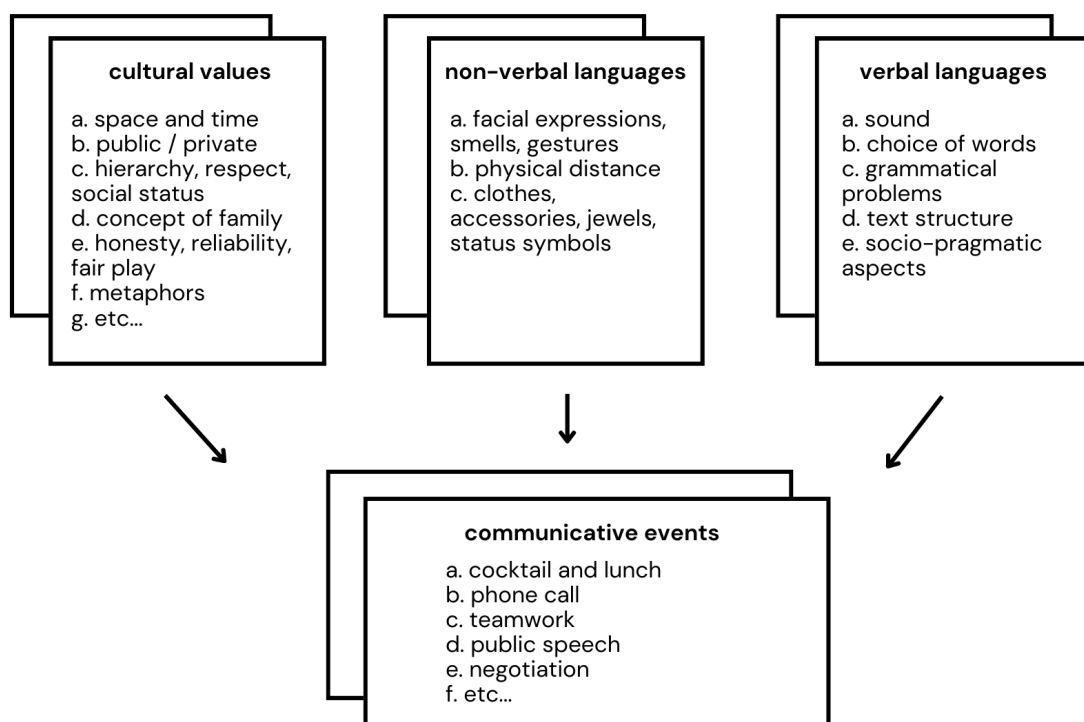 cultural values
a. space and time
b. public / private
c. hierarchy, respect,
social status
d. concept of family
e. honesty, reliability,
fair play
f. metaphors
g. etc...
non-verbal languages
a. facial expressions,
smells, gestures
b. physical distance
c. clothes,
accessories, jewels,
status symbols
verbal languages
a. sound
b. choice of words
c. grammatical
problems
d. text structure
e. socio-pragmatic
aspects
communicative events
a. cocktail and lunch
b. phone call
c. teamwork
d. public speech
e. negotiation
f. etc...